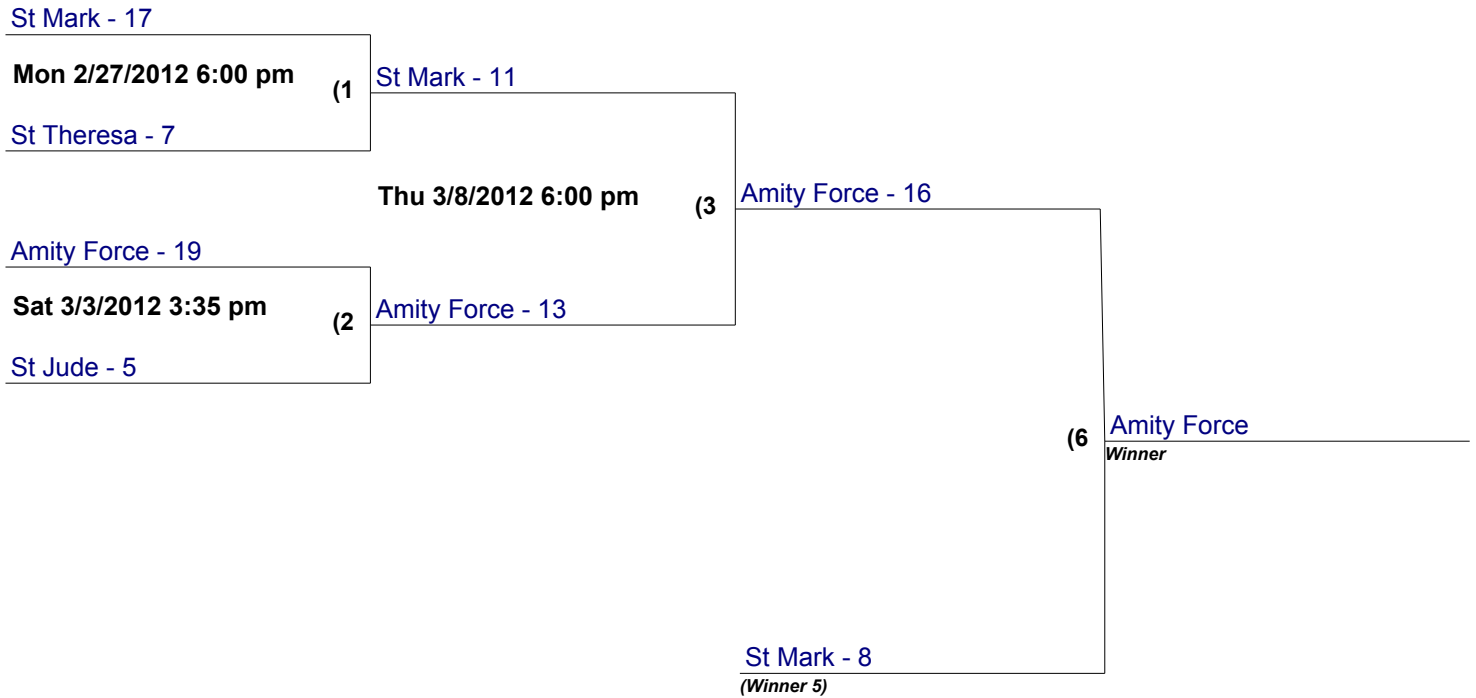 St Mark - 17
Mon 2/27/2012 6:00 pm
(1
St Mark - 11
St Theresa - 7
Thu 3/8/2012 6:00 pm
(3
Amity Force - 16
Amity Force - 19
Sat 3/3/2012 3:35 pm
(2
Amity Force - 13
St Jude - 5
(6
Amity Force
Winner
St Mark - 8
(Winner 5)